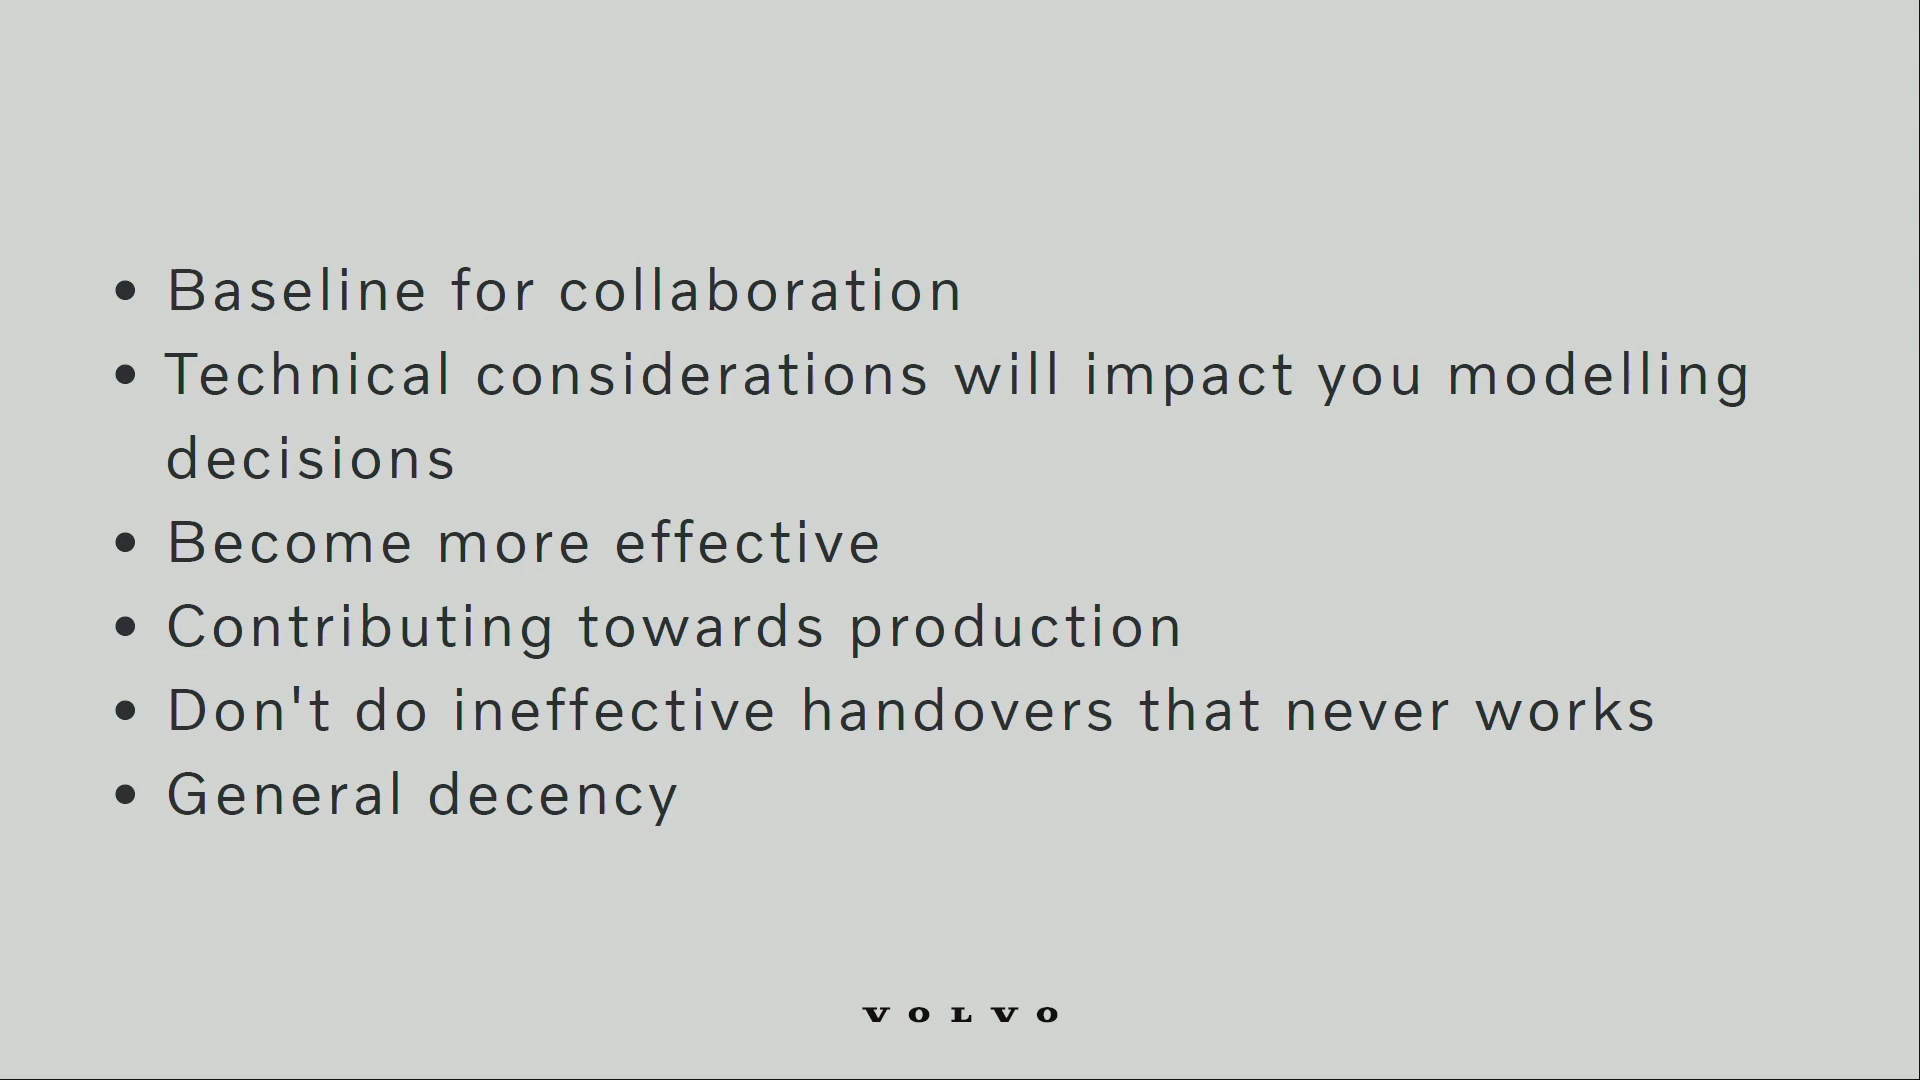 • Baseline for collaboration
• Technical considerations will impact you modelling
decisions
• Become more effective
• Contributing towards production
• Don't do ineffective handovers that never works
• General decency
VOLVO